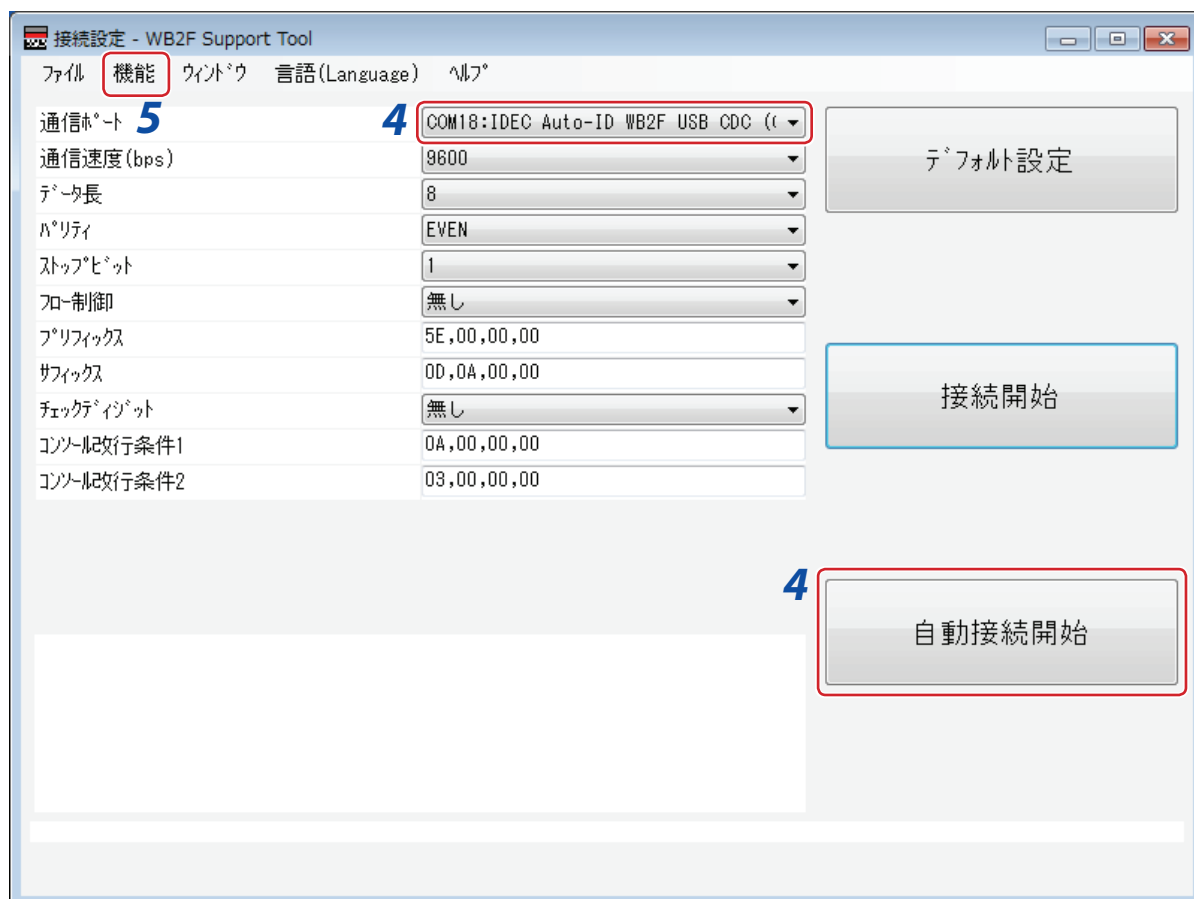 接続設定 - WB2F Support Tool
ﾌｧｲﾙ 機能 ｳｨﾝﾄﾞｳ 言語(Language) ﾍﾙﾌﾟ
通信ﾎﾟｰﾄ 5 4 COM18:IDEC Auto-ID WB2F USB CDC ((
通信速度(bps) 9600
ﾃﾞｰﾀ長 8
ﾊﾟﾘﾃｨ EVEN
ｽﾄｯﾌﾟﾋﾞｯﾄ 1
ﾌﾛｰ制御 無し
ﾌﾟﾘﾌｨｯｸｽ 5E,00,00,00
ｻﾌｨｯｸｽ 0D,0A,00,00
ﾁｪｯｸﾃﾞｨｼﾞｯﾄ 無し
ｺﾝｿｰﾙ改行条件1 0A,00,00,00
ｺﾝｿｰﾙ改行条件2 03,00,00,00
ﾃﾞﾌｫﾙﾄ設定
接続開始
4
自動接続開始